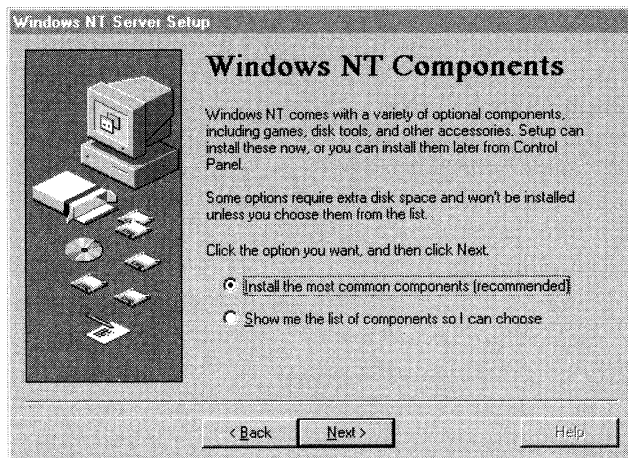 Windows NT Server Setup
Windows NT Components
Windows NT comes with a variety of optional components,
including games, disk tools, and other accessories. Setup can
install these now, or you can install them later from Control
Panel.
Some options require extra disk space and won't be installed
unless you choose them from the list.
Click the option you want, and then click Next.
Install the most common components (recommended)
Show me the list of components so I can choose
< Back
Next >
Help